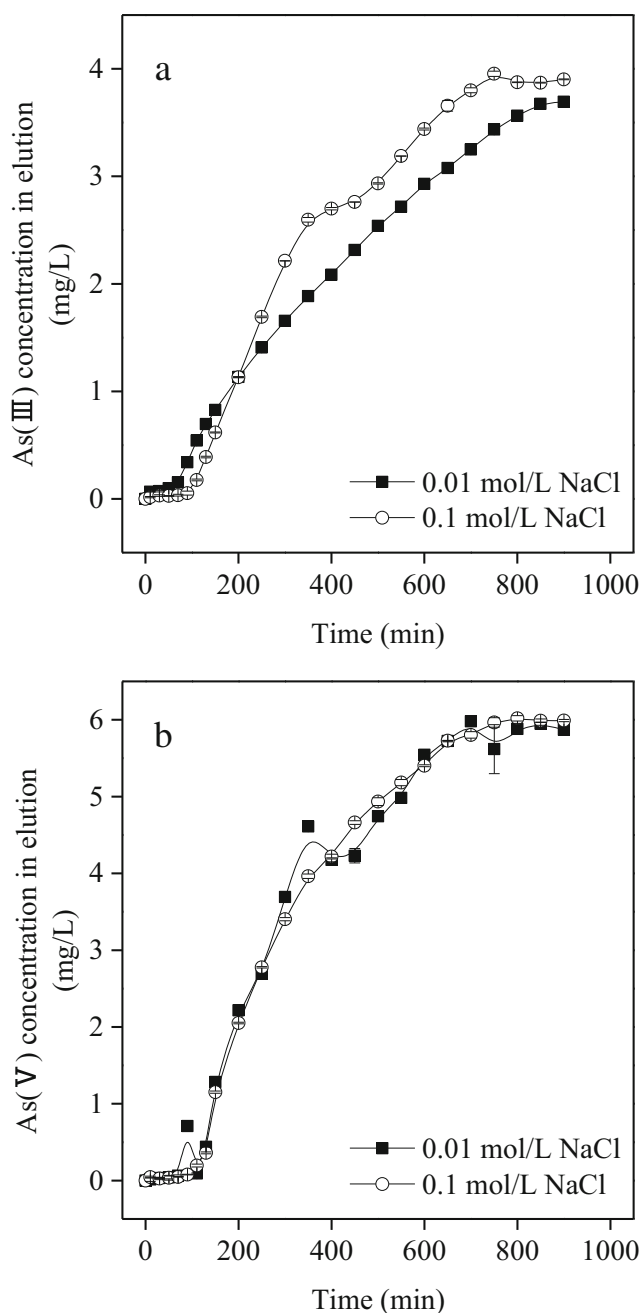 a
As(Ⅲ) concentration in elution
(mg/L)
4
3
2
1
0
0.01 mol/L NaCl
0.1 mol/L NaCl
0 200 400 600 800 1000
Time (min)
b
As(Ⅴ) concentration in elution
(mg/L)
6
5
4
3
2
1
0
0.01 mol/L NaCl
0.1 mol/L NaCl
0 200 400 600 800 1000
Time (min)